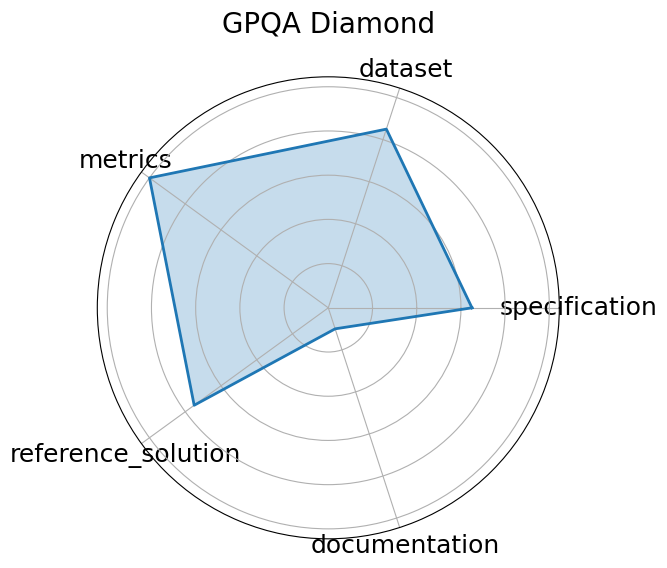 GPQA Diamond
dataset
metrics
specification
reference_solution
documentation